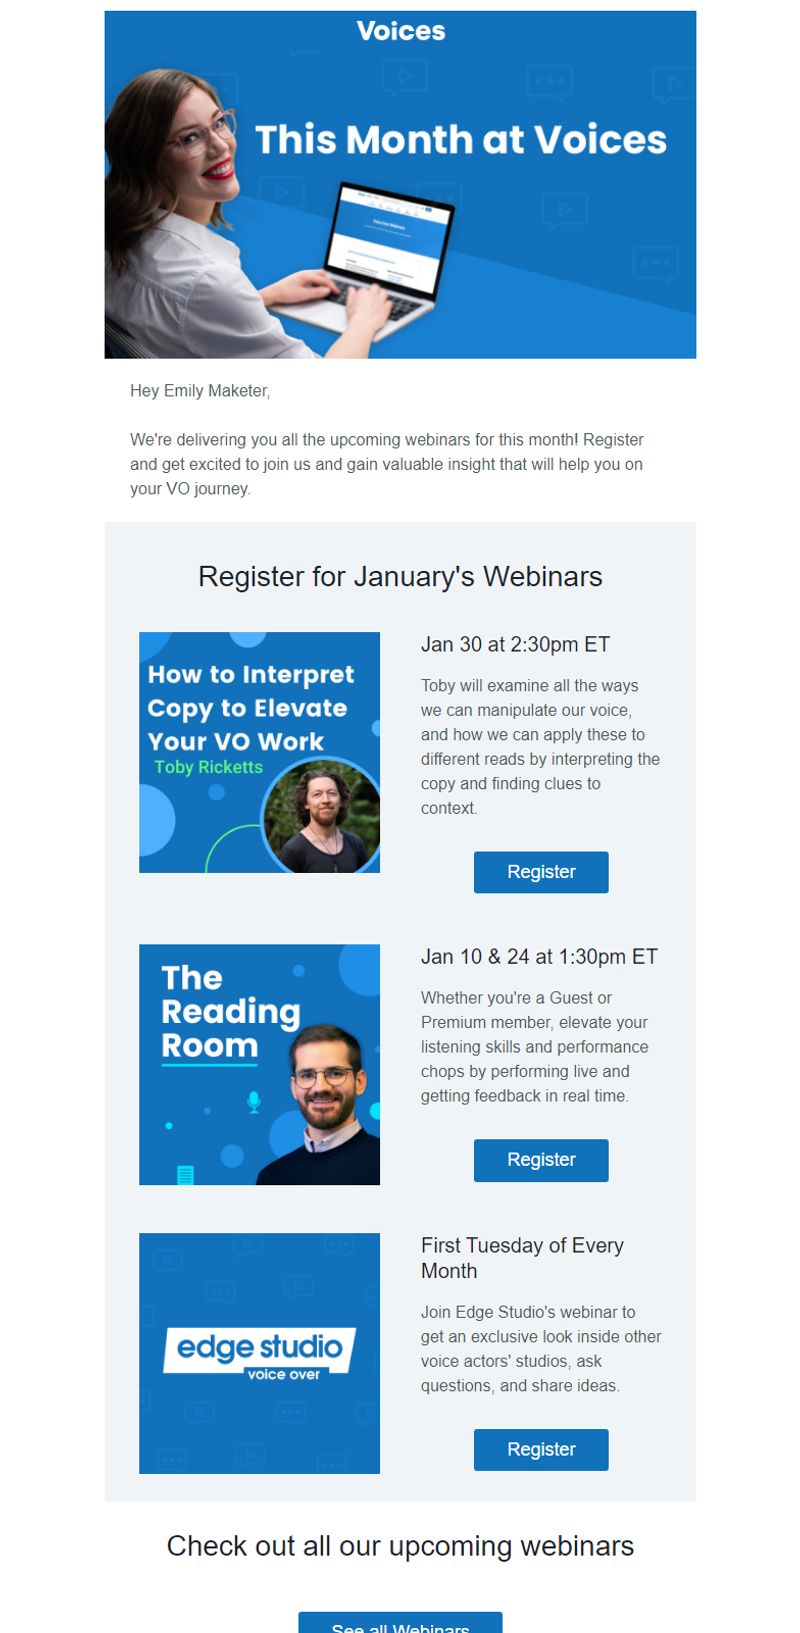 Voices
This Month at Voices
Hey Emily Maketer,
We're delivering you all the upcoming webinars for this month! Register
and get excited to join us and gain valuable insight that will help you on
your VO journey.
Register for January's Webinars
How to Interpret
Copy to Elevate
Your VO Work
Toby Ricketts
Jan 30 at 2:30pm ET
Toby will examine all the ways
we can manipulate our voice,
and how we can apply these to
different reads by interpreting the
copy and finding clues to
context.
Register
The
Reading
Room
Jan 10 & 24 at 1:30pm ET
Whether you're a Guest or
Premium member, elevate your
listening skills and performance
chops by performing live and
getting feedback in real time.
Register
edge studio
voice over
First Tuesday of Every
Month
Join Edge Studio's webinar to
get an exclusive look inside other
voice actors' studios, ask
questions, and share ideas.
Register
Check out all our upcoming webinars
See all Webinars